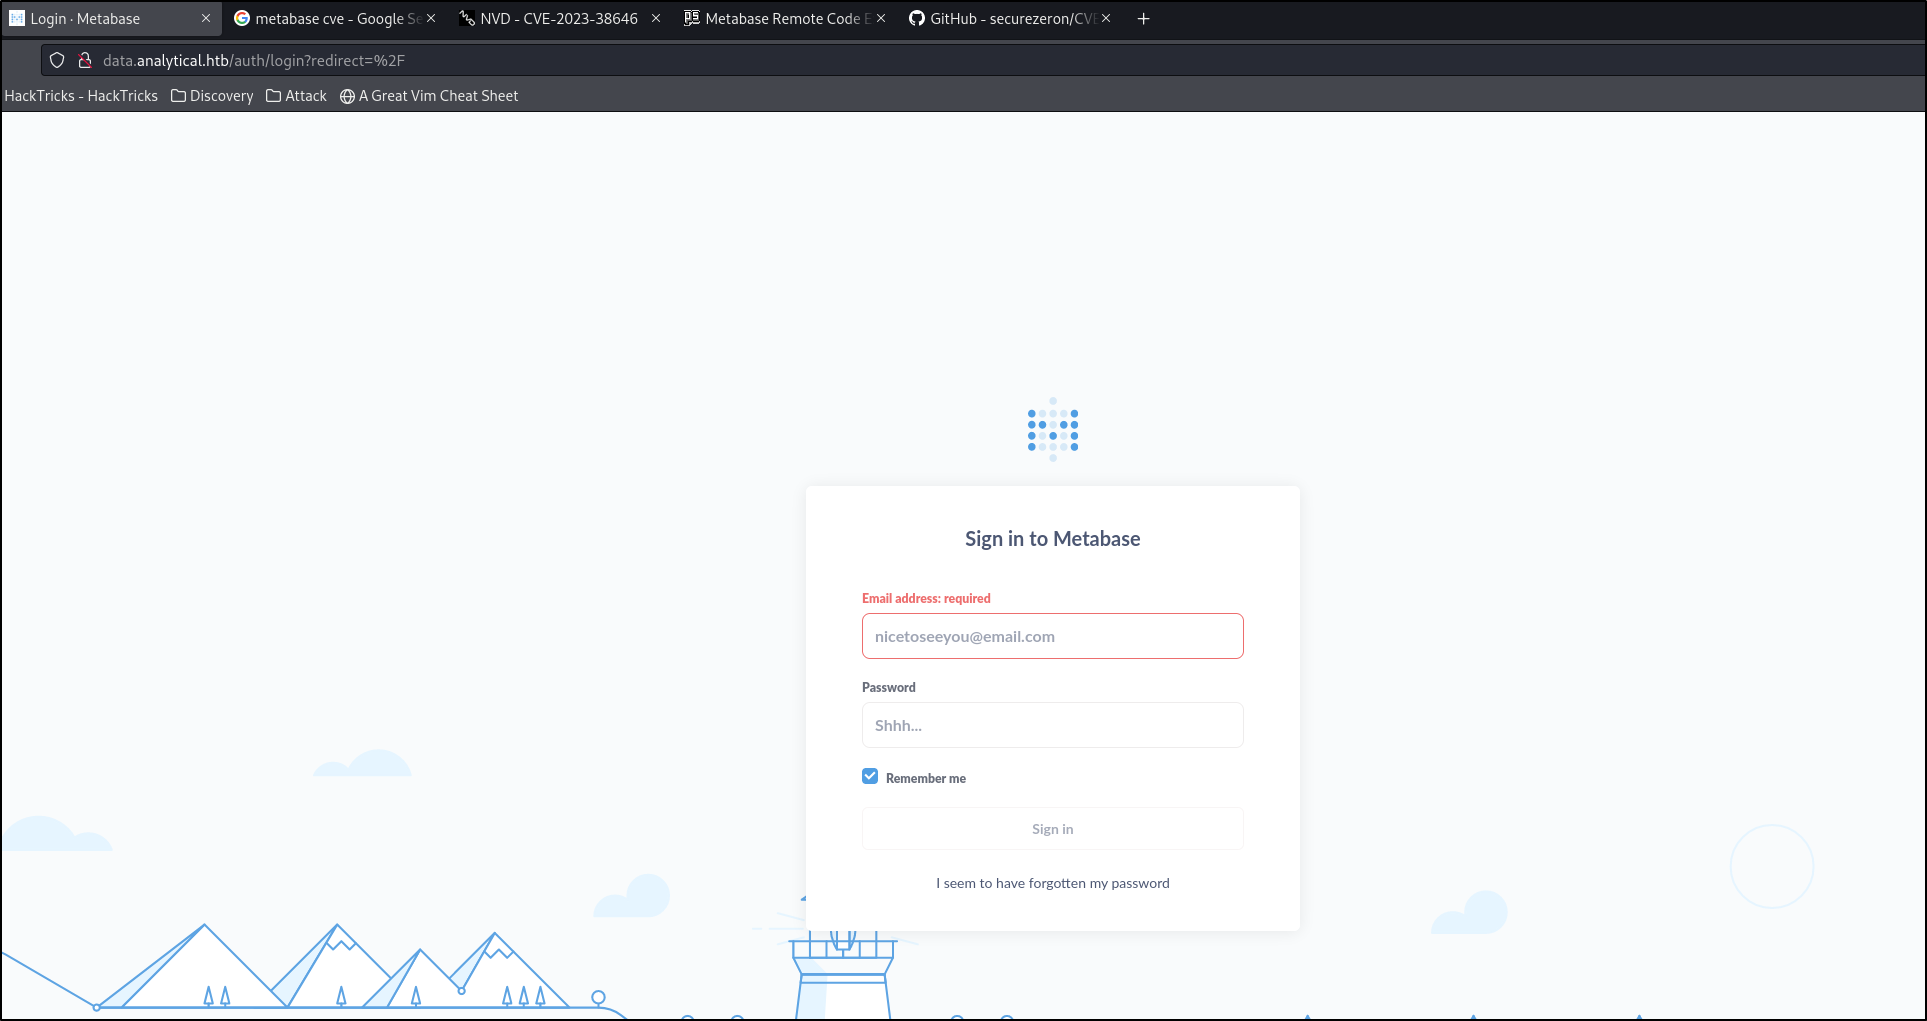 Login · Metabase
metabase cve - Google Se
NVD - CVE-2023-38646
Metabase Remote Code E
GitHub - securezeron/CVE
data.analytical.htb/auth/login?redirect=%2F
HackTricks - HackTricks
Discovery
Attack
A Great Vim Cheat Sheet
Sign in to Metabase
Email address: required
nicetoseeyou@email.com
Password
Shhh...
Remember me
Sign in
I seem to have forgotten my password